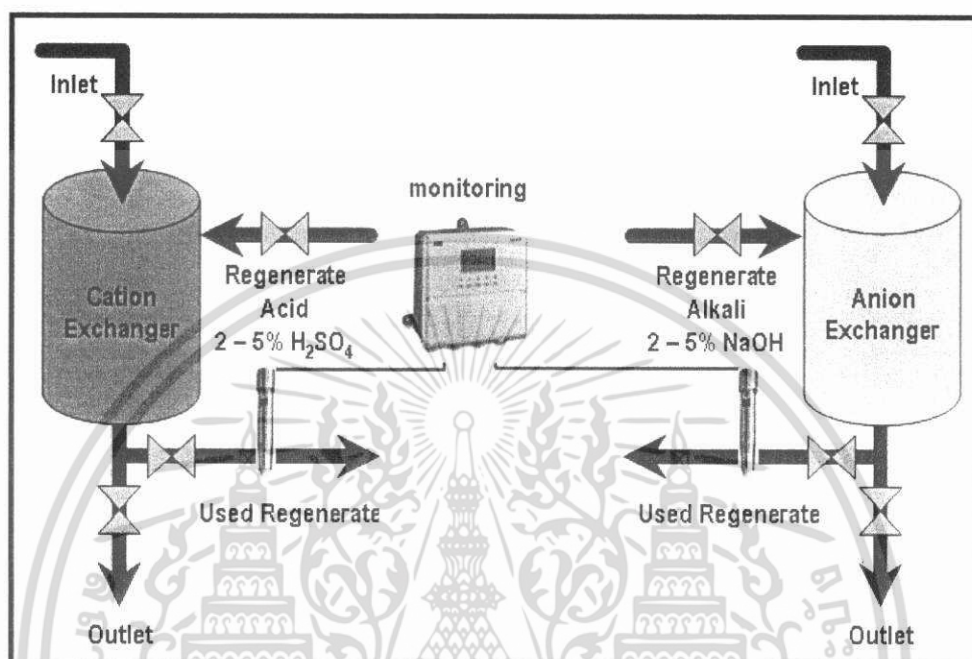 Inlet
Inlet
monitoring
Regenerate
Acid
2 – 5% H₂SO₄
Regenerate
Alkali
2 – 5% NaOH
Cation
Exchanger
Anion
Exchanger
Used Regenerate
Used Regenerate
Outlet
Outlet